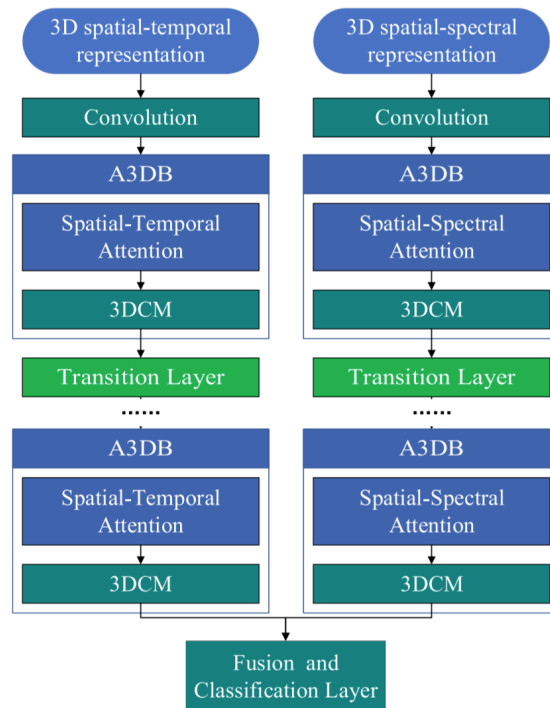 3D spatial-temporal
representation
Convolution
A3DB
Spatial-Temporal
Attention
3DCM
Transition Layer
......
A3DB
Spatial-Temporal
Attention
3DCM
3D spatial-spectral
representation
Convolution
A3DB
Spatial-Spectral
Attention
3DCM
Transition Layer
......
A3DB
Spatial-Spectral
Attention
3DCM
Fusion and
Classification Layer